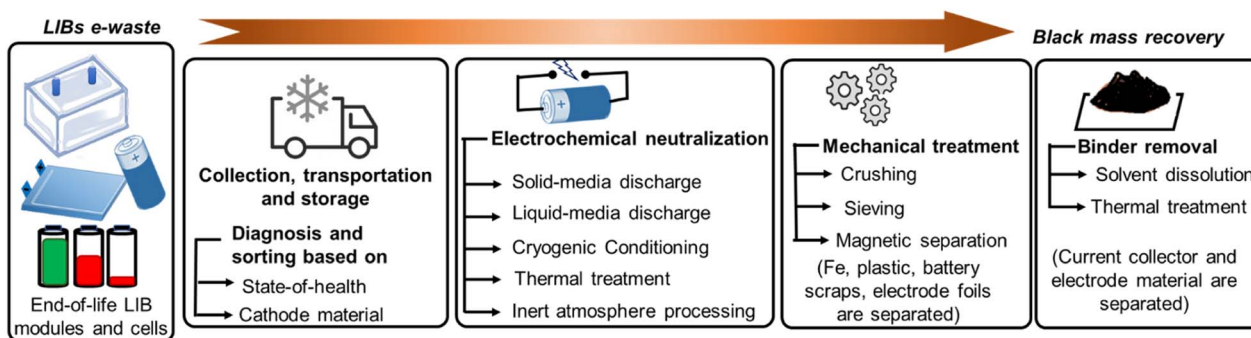 LIBs e-waste
Black mass recovery
End-of-life LIB
modules and cells
Collection, transportation
and storage
Diagnosis and
sorting based on
State-of-health
Cathode material
Electrochemical neutralization
Solid-media discharge
Liquid-media discharge
Cryogenic Conditioning
Thermal treatment
Inert atmosphere processing
Mechanical treatment
Crushing
Sieving
Magnetic separation
(Fe, plastic, battery
scraps, electrode foils
are separated)
Binder removal
Solvent dissolution
Thermal treatment
(Current collector and
electrode material are
separated)